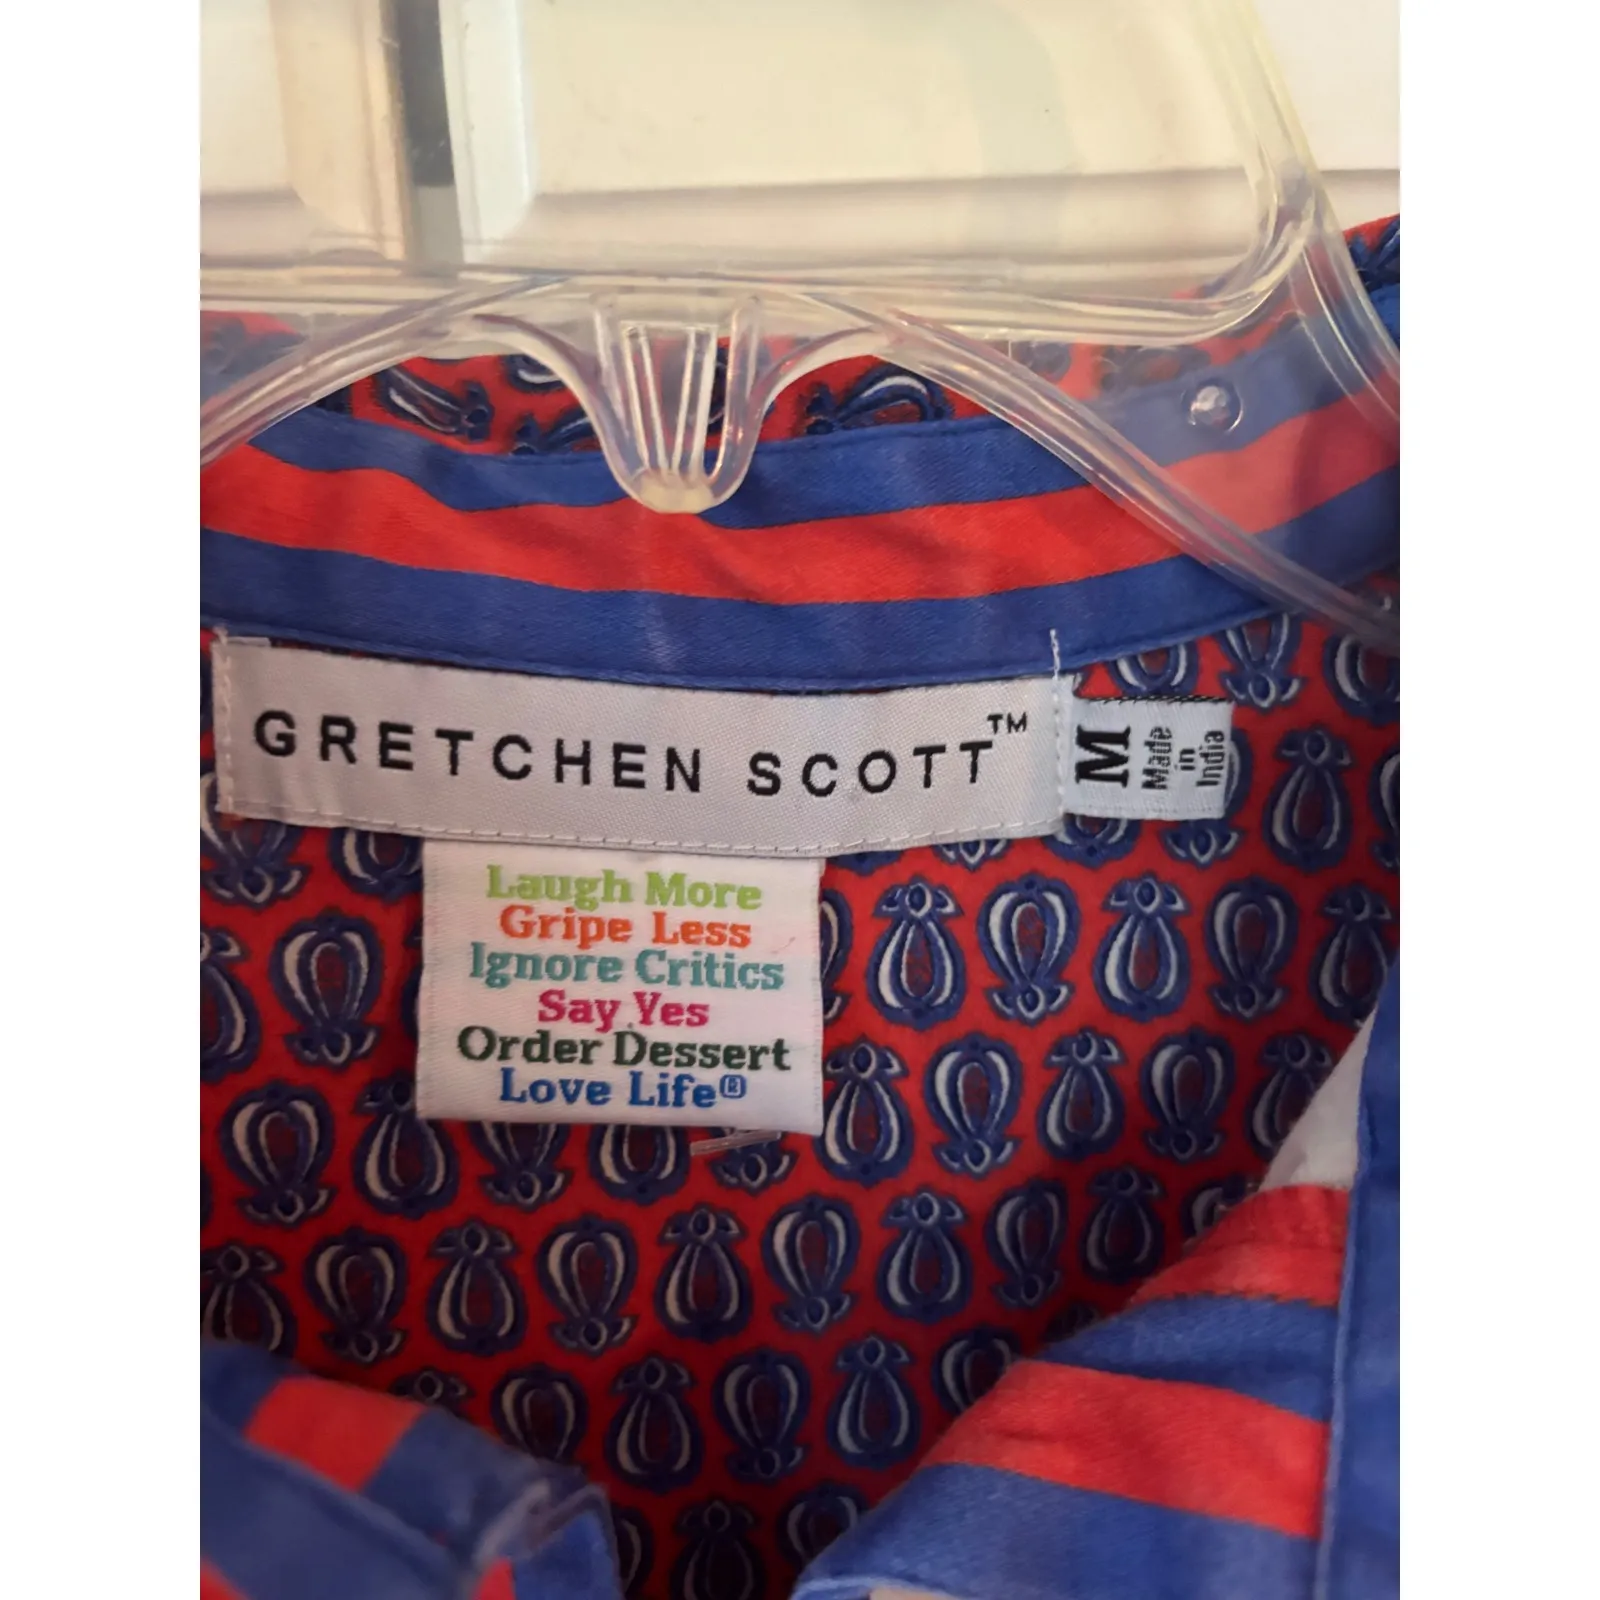 GRETCHEN SCOTT™
M
Made
in
India
Laugh More
Gripe Less
Ignore Critics
Say Yes
Order Dessert
Love Life®